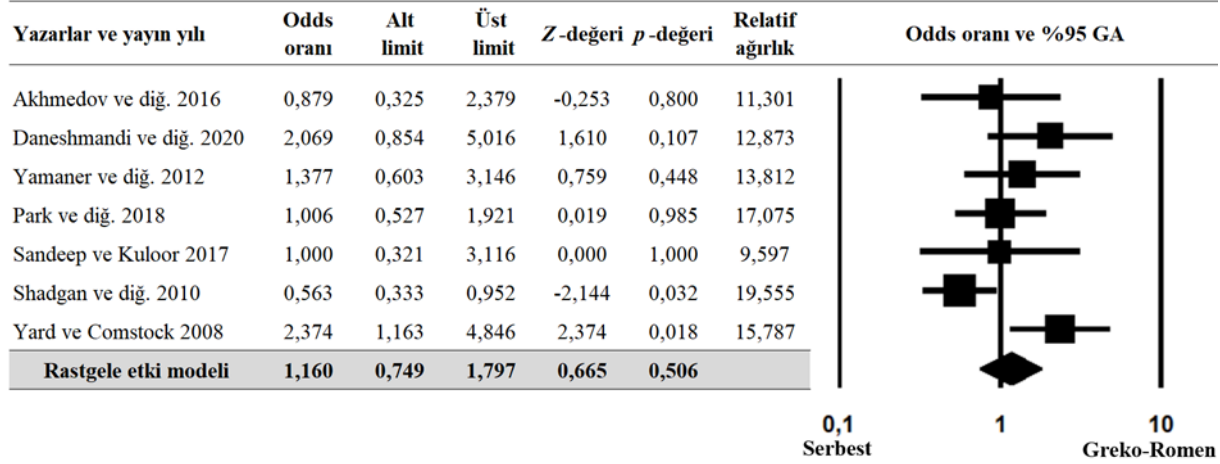 Yazarlar ve yayın yılı Odds oranı Alt limit Üst limit Z-değeri p-değeri Relatif ağırlık Odds oranı ve %95 GA
Akhmedov ve diğ. 2016 0,879 0,325 2,379 -0,253 0,800 11,301
Daneshmandi ve diğ. 2020 2,069 0,854 5,016 1,610 0,107 12,873
Yamaner ve diğ. 2012 1,377 0,603 3,146 0,759 0,448 13,812
Park ve diğ. 2018 1,006 0,527 1,921 0,019 0,985 17,075
Sandeep ve Kuloor 2017 1,000 0,321 3,116 0,000 1,000 9,597
Shadgan ve diğ. 2010 0,563 0,333 0,952 -2,144 0,032 19,555
Yard ve Comstock 2008 2,374 1,163 4,846 2,374 0,018 15,787
Rastgele etki modeli 1,160 0,749 1,797 0,665 0,506
0,1 1 10
Serbest Greko-Romen